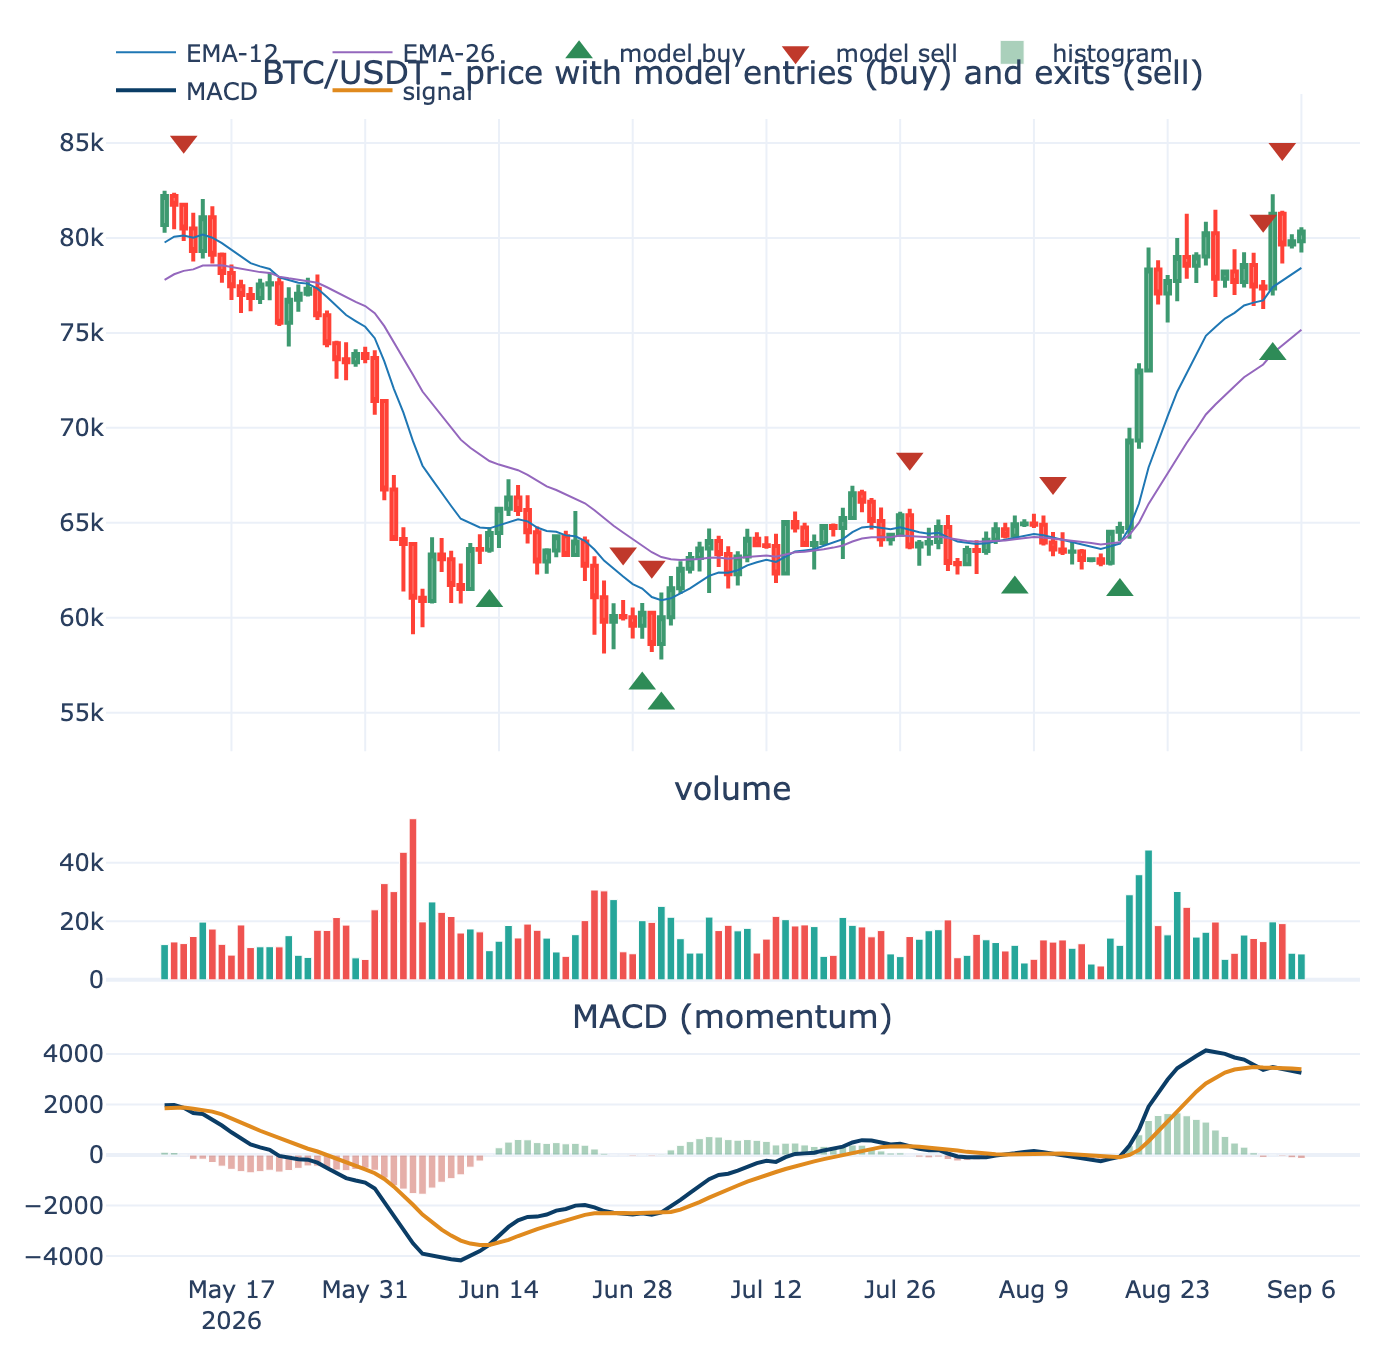 EMA-12 EMA-26 model buy model sell histogram
BTC/USDT - price with model entries (buy) and exits (sell)
MACD signal
85k
80k
75k
70k
65k
60k
55k
volume
40k
20k
0
MACD (momentum)
4000
2000
0
−2000
−4000
May 17 May 31 Jun 14 Jun 28 Jul 12 Jul 26 Aug 9 Aug 23 Sep 6
2026